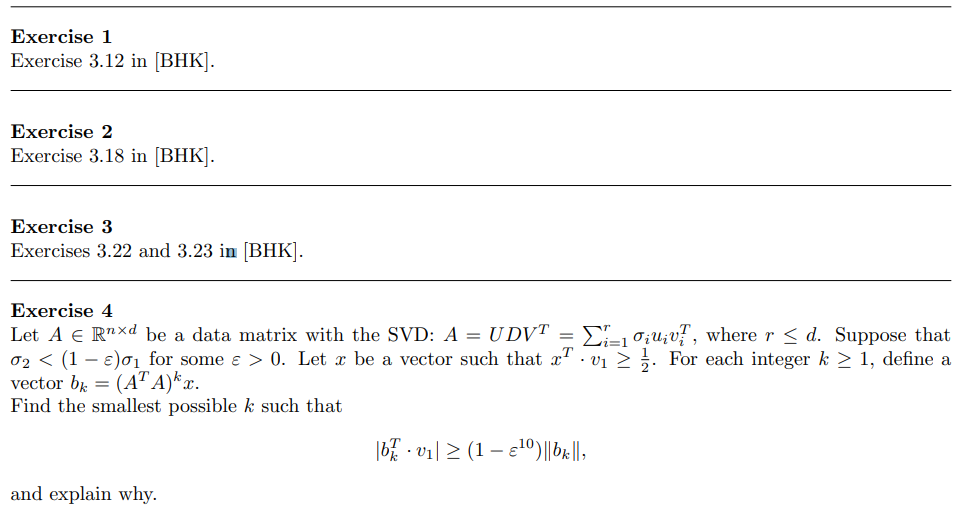 Exercise 1
Exercise 3.12 in [BHK].
Exercise 2
Exercise 3.18 in [BHK].
Exercise 3
Exercises 3.22 and 3.23 in [BHK].
Exercise 4
Let $A \in \mathbb{R}^{n \times d}$ be a data matrix with the SVD: $A = UDV^T = \sum_{i=1}^{r} \sigma_i u_i v_i^T$, where $r \leq d$. Suppose that
$\sigma_2 < (1 - \varepsilon)\sigma_1$ for some $\varepsilon > 0$. Let $x$ be a vector such that $x^T \cdot v_1 \geq \frac{1}{2}$. For each integer $k \geq 1$, define a
vector $b_k = (A^T A)^k x$.
Find the smallest possible $k$ such that
$|b_k^T \cdot v_1| \geq (1 - \varepsilon^{10}) \|b_k\|,$
and explain why.